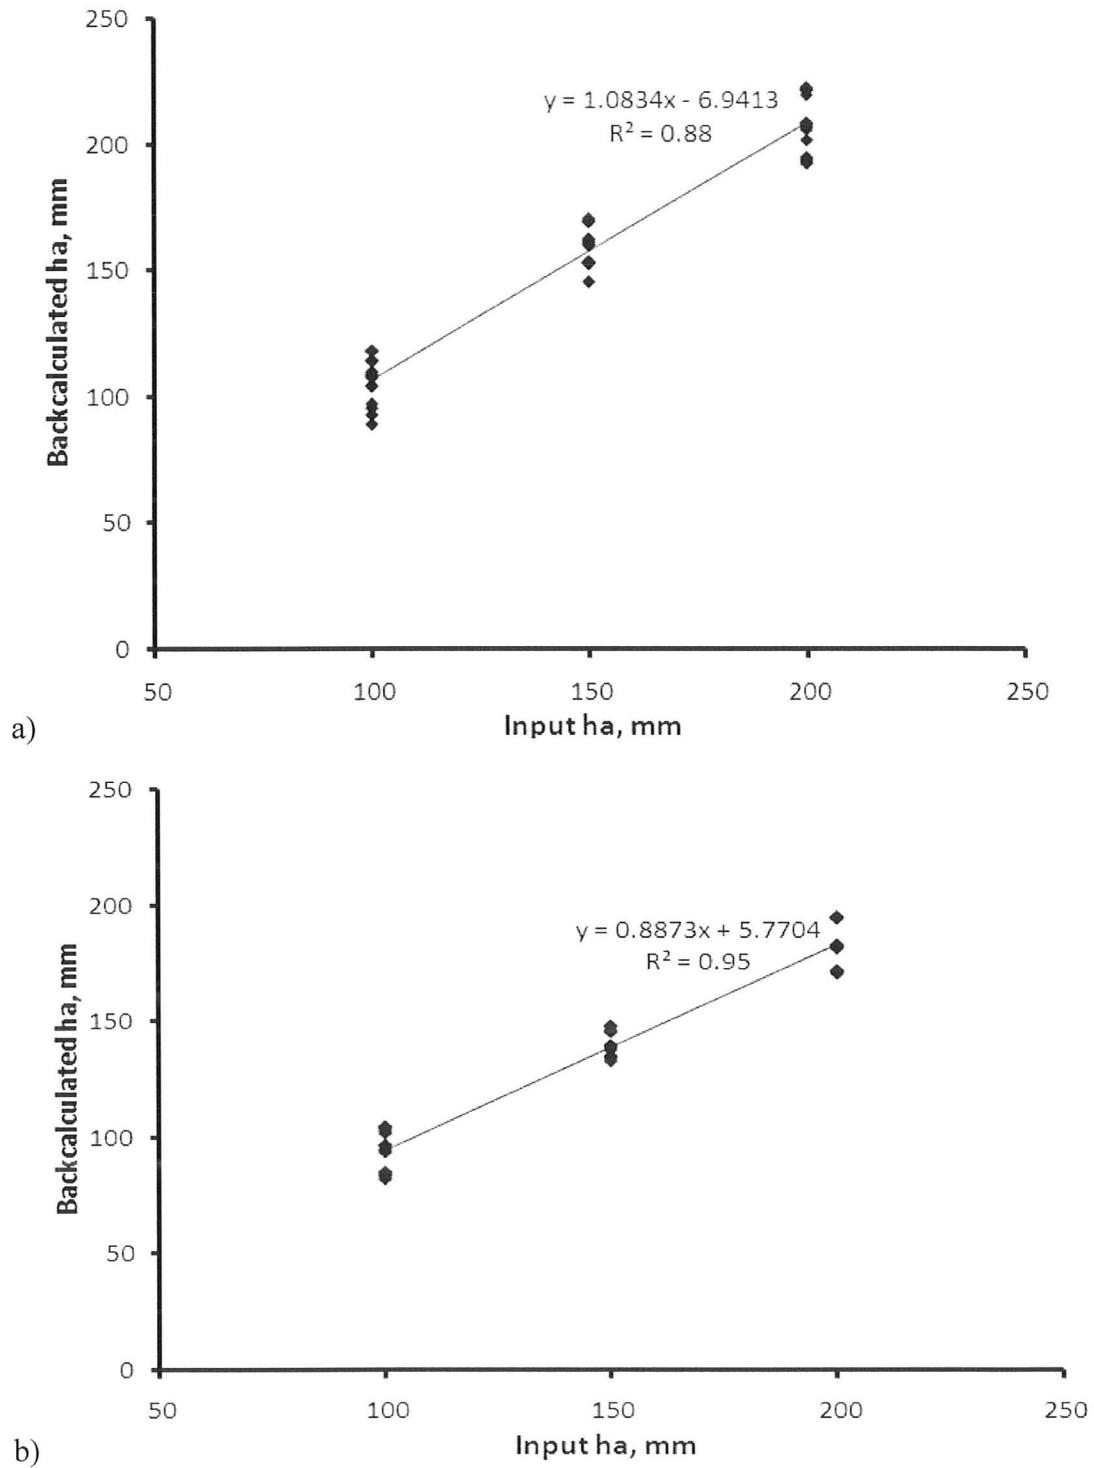 250
y = 1.0834x - 6.9413
R² = 0.88
200
150
100
50
0
Backcalculated ha, mm
50 100 150 200 250
Input ha, mm
a)
250
200
y = 0.8873x + 5.7704
R² = 0.95
150
100
50
0
Backcalculated ha, mm
50 100 150 200 250
Input ha, mm
b)